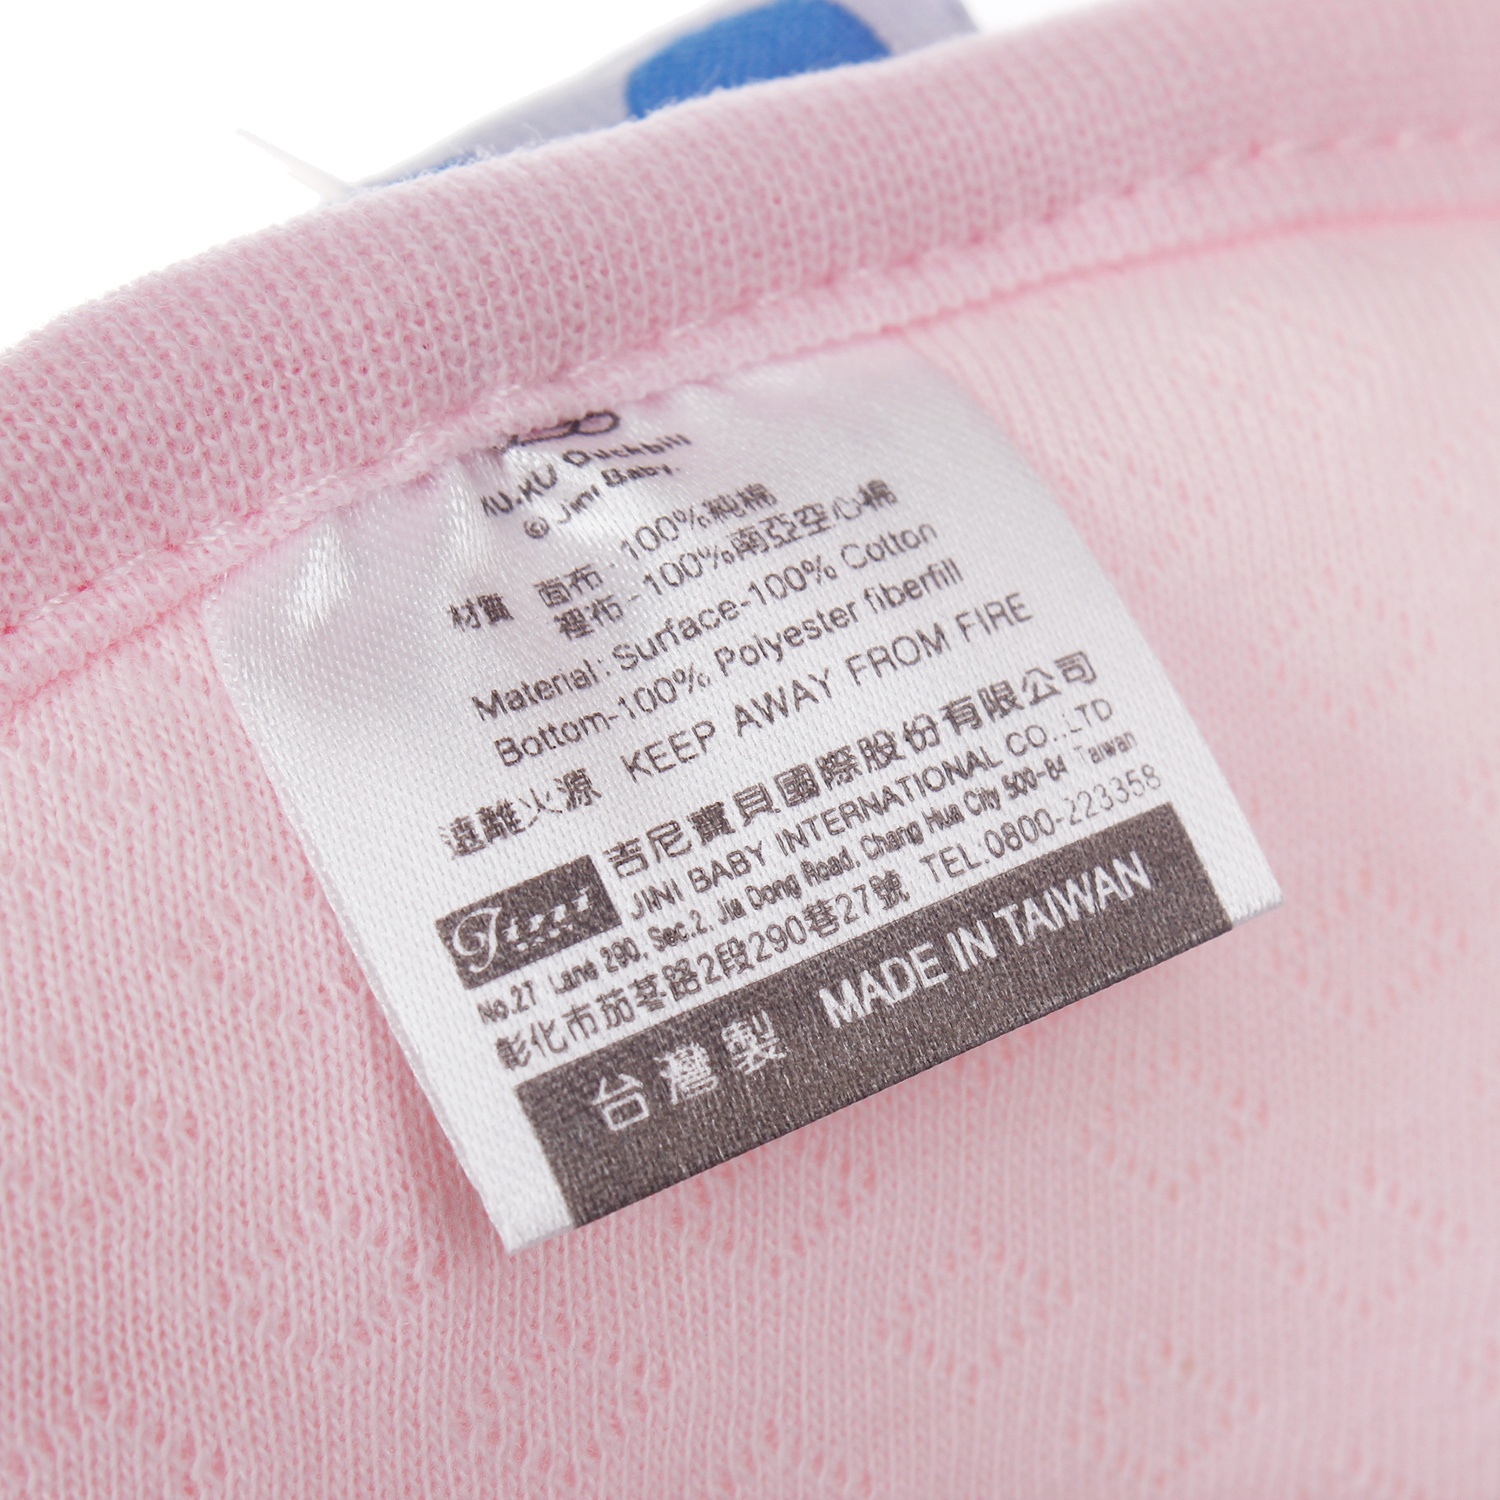 KU.KU Duckbill
© Jini Baby.
材質 面布-100%純棉
裡布-100%南亞空心棉
Material: Surface-100% Cotton
Bottom-100% Polyester fiberfill
遠離火源 KEEP AWAY FROM FIRE
Jini 吉尼寶貝國際股份有限公司
JINI BABY INTERNATIONAL CO.,LTD
No.27 Lane 290, Sec.2, Jia Dong Road, Chang Hua City 500-84 Taiwan
彰化市茄苳路2段290巷27號 TEL.0800-223358
台灣製 MADE IN TAIWAN